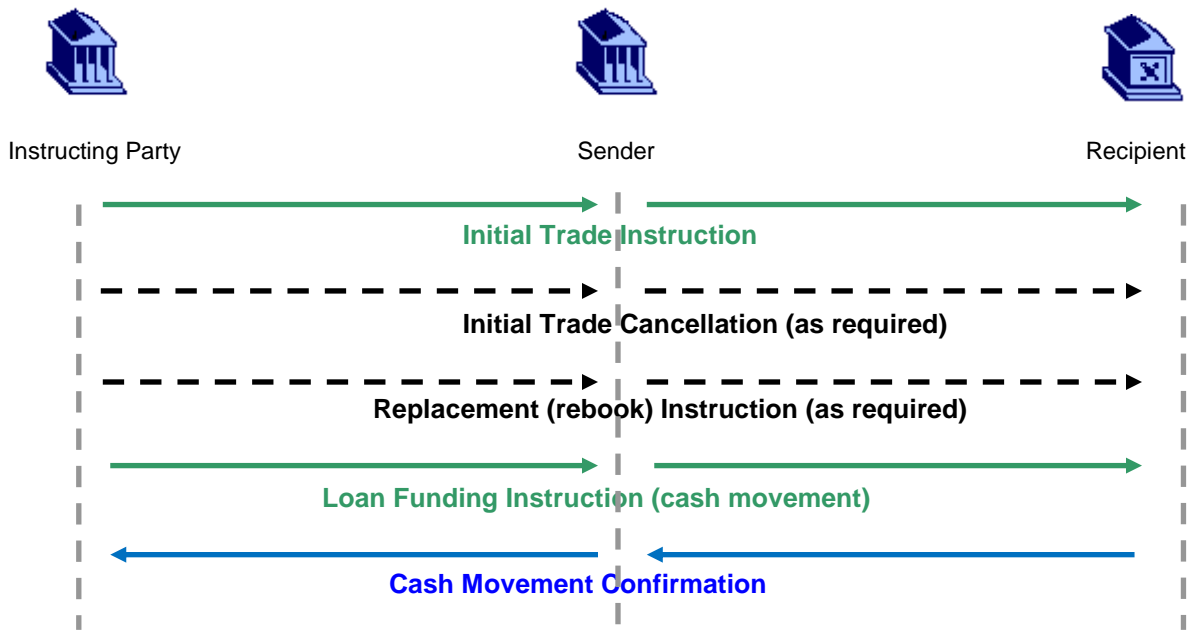 Instructing Party
Sender
Recipient
Initial Trade Instruction
Initial Trade Cancellation (as required)
Replacement (rebook) Instruction (as required)
Loan Funding Instruction (cash movement)
Cash Movement Confirmation